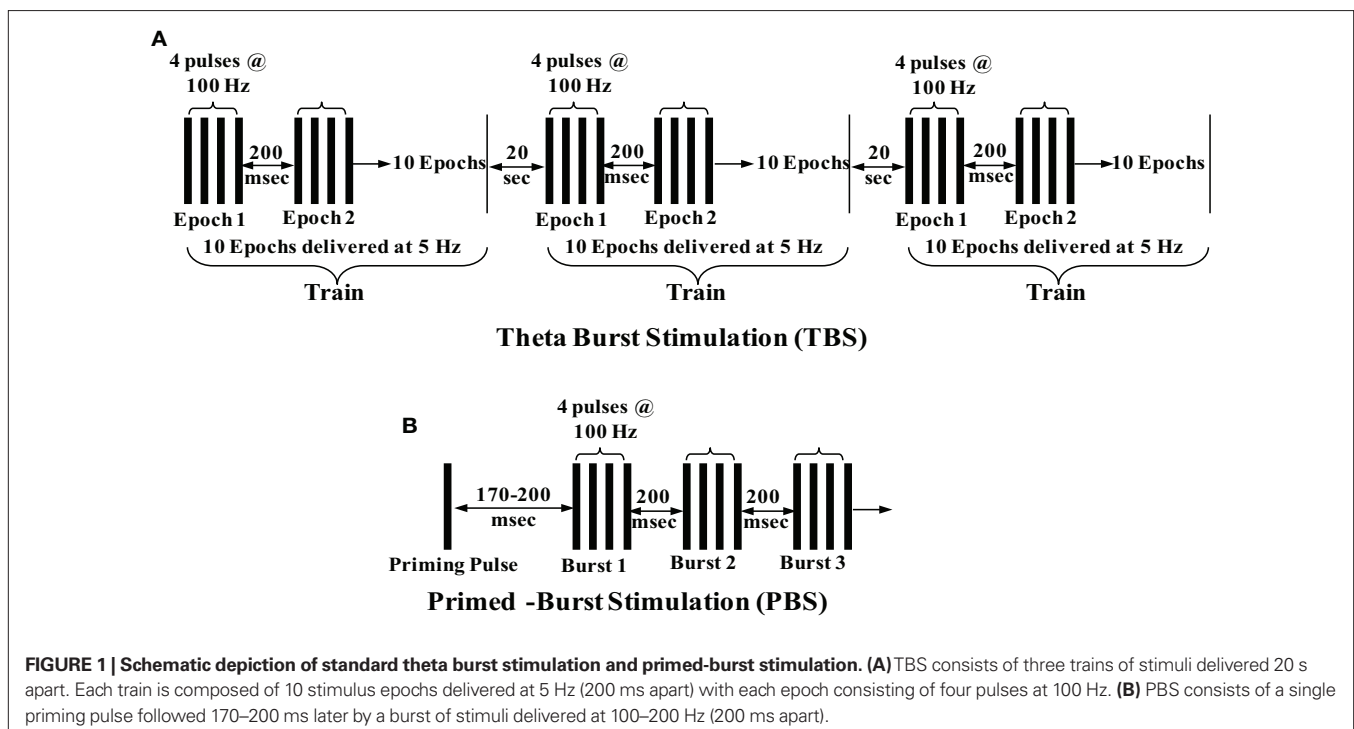 A
4 pulses @
100 Hz
4 pulses @
100 Hz
4 pulses @
100 Hz
200
msec
10 Epochs
20
sec
200
msec
10 Epochs
20
sec
200
msec
10 Epochs
Epoch 1
Epoch 2
Epoch 1
Epoch 2
Epoch 1
Epoch 2
10 Epochs delivered at 5 Hz
10 Epochs delivered at 5 Hz
10 Epochs delivered at 5 Hz
Train
Train
Train
Theta Burst Stimulation (TBS)
B
4 pulses @
100 Hz
170-200
msec
200
msec
200
msec
Priming Pulse
Burst 1
Burst 2
Burst 3
Primed -Burst Stimulation (PBS)
FIGURE 1 | Schematic depiction of standard theta burst stimulation and primed-burst stimulation. (A) TBS consists of three trains of stimuli delivered 20 s
apart. Each train is composed of 10 stimulus epochs delivered at 5 Hz (200 ms apart) with each epoch consisting of four pulses at 100 Hz. (B) PBS consists of a single
priming pulse followed 170–200 ms later by a burst of stimuli delivered at 100–200 Hz (200 ms apart).